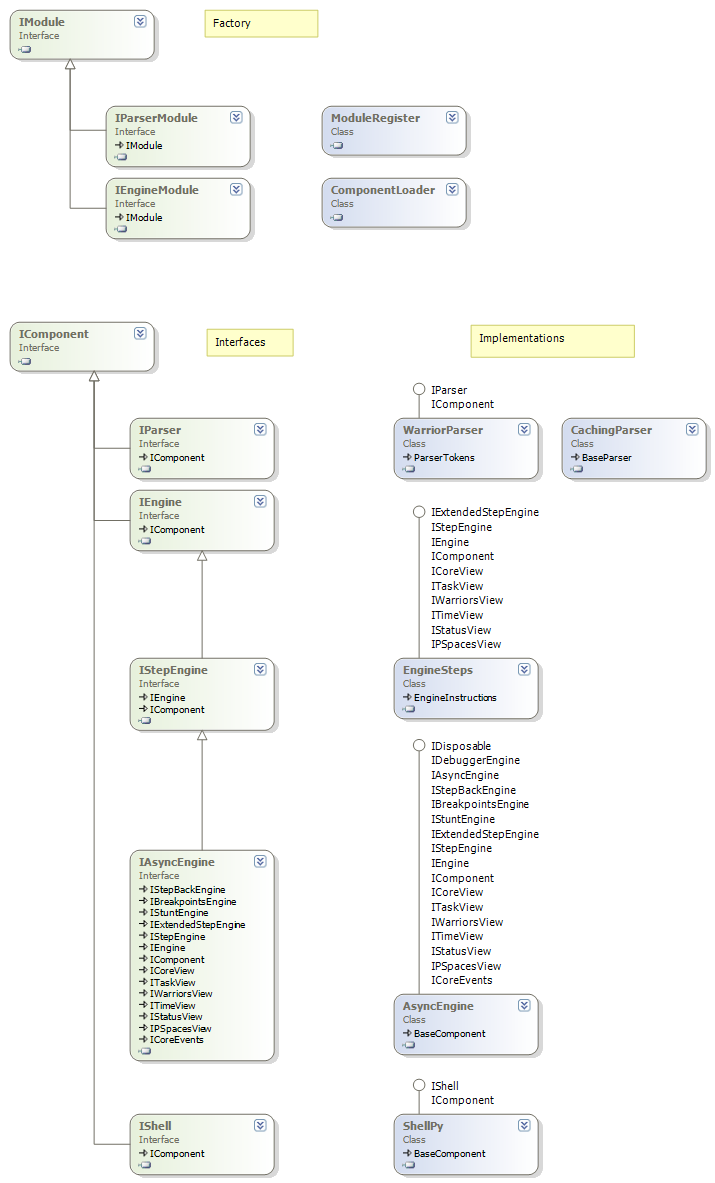 IModule
Interface
Factory
IParserModule
Interface
IModule
ModuleRegister
Class
IEngineModule
Interface
IModule
ComponentLoader
Class
IComponent
Interface
Interfaces
Implementations
IParser
Interface
IComponent
IParser
IComponent
WarriorParser
Class
ParserTokens
CachingParser
Class
BaseParser
IEngine
Interface
IComponent
IExtendedStepEngine
IStepEngine
IEngine
IComponent
ICoreView
ITaskView
IWarriorsView
ITimeView
IStatusView
IPSpacesView
IStepEngine
Interface
IEngine
IComponent
EngineSteps
Class
EngineInstructions
IDisposable
IDebuggerEngine
IAsyncEngine
IStepBackEngine
IBreakpointsEngine
IStuntEngine
IExtendedStepEngine
IStepEngine
IEngine
IComponent
ICoreView
ITaskView
IWarriorsView
ITimeView
IStatusView
IPSpacesView
ICoreEvents
IAsyncEngine
Interface
IStepBackEngine
IBreakpointsEngine
IStuntEngine
IExtendedStepEngine
IStepEngine
IEngine
IComponent
ICoreView
ITaskView
IWarriorsView
ITimeView
IStatusView
IPSpacesView
ICoreEvents
AsyncEngine
Class
BaseComponent
IShell
IComponent
IShell
Interface
IComponent
ShellPy
Class
BaseComponent